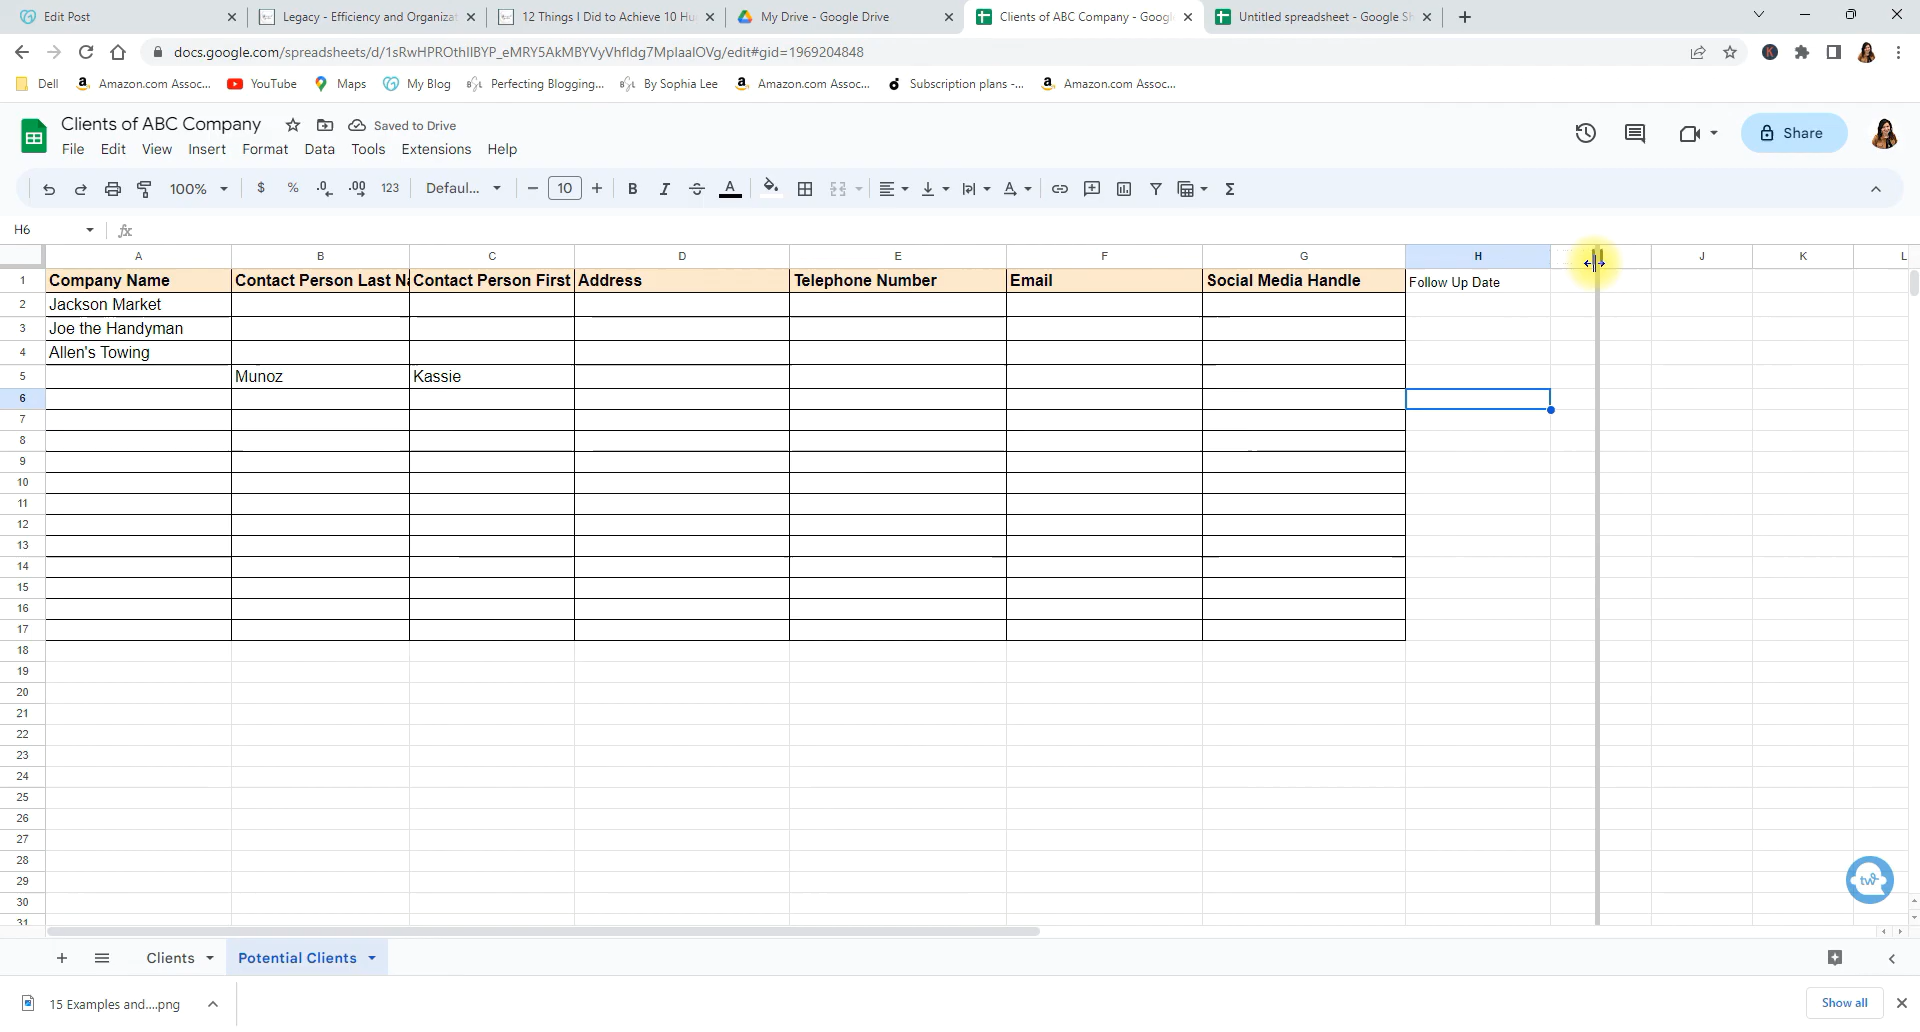 Edit Post
Legacy - Efficiency and Organizat
12 Things I Did to Achieve 10 Hu
My Drive - Google Drive
Clients of ABC Company - Googl
Untitled spreadsheet - Google Sh
docs.google.com/spreadsheets/d/1sRwHPROthlIBYP_eMRY5AkMBYVyVhfldg7MplaalOVg/edit#gid=1969204848
K
Dell
Amazon.com Assoc...
YouTube
Maps
My Blog
Perfecting Blogging...
By Sophia Lee
Amazon.com Assoc...
Subscription plans -...
Amazon.com Assoc...
Clients of ABC Company
Saved to Drive
File Edit View Insert Format Data Tools Extensions Help
Share
100% $ % .0 .00 123 Defaul... − 10 + B I A Σ
H6
fx
A B C D E F G H J K L
1 Company Name Contact Person Last Na Contact Person First Address Telephone Number Email Social Media Handle Follow Up Date
2 Jackson Market
3 Joe the Handyman
4 Allen's Towing
5 Munoz Kassie
6
7
8
9
10
11
12
13
14
15
16
17
18
19
20
21
22
23
24
25
26
27
28
29
30
31
tw
Clients
Potential Clients
15 Examples and....png
Show all